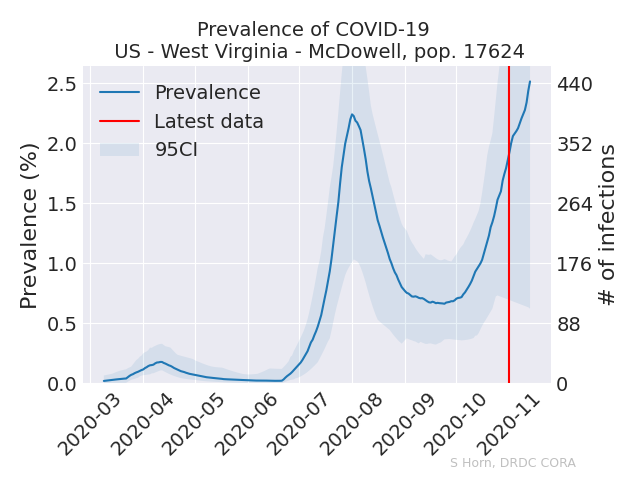 Prevalence of COVID-19
US - West Virginia - McDowell, pop. 17624
Prevalence
Latest data
95CI
Prevalence (%)
2.5
2.0
1.5
1.0
0.5
0.0
440
352
264
176
88
0
# of infections
2020-03
2020-04
2020-05
2020-06
2020-07
2020-08
2020-09
2020-10
2020-11
S Horn, DRDC CORA